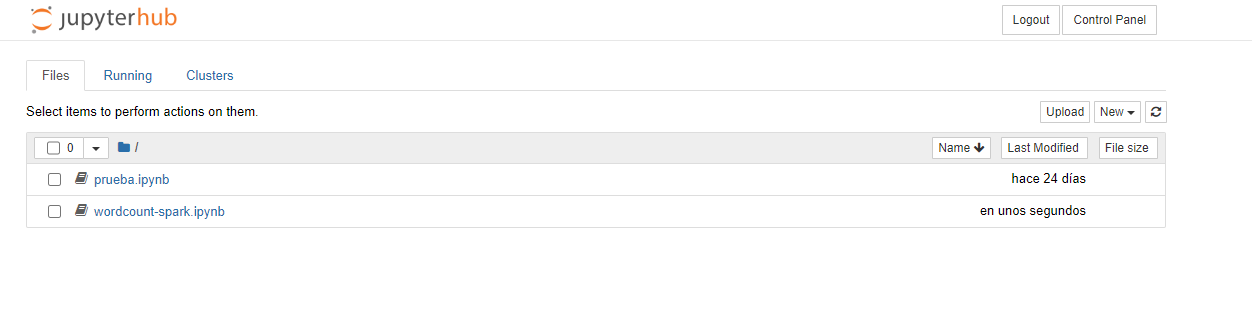 jupyterhub
Logout Control Panel
Files Running Clusters
Select items to perform actions on them.
Upload New
0 / Name Last Modified File size
prueba.ipynb hace 24 días
wordcount-spark.ipynb en unos segundos